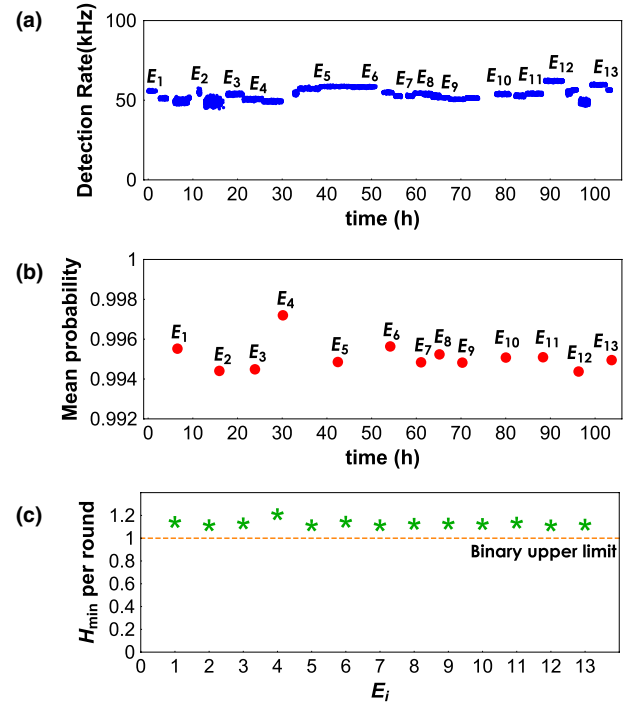 (a)
Detection Rate(kHz)
100
50
0
E1 E2 E3 E4 E5 E6 E7 E8 E9 E10 E11 E12 E13
0 10 20 30 40 50 60 70 80 90 100
time (h)
(b)
Mean probability
1
0.998
0.996
0.994
0.992
E1 E2 E3 E4 E5 E6 E7 E8 E9 E10 E11 E12 E13
0 10 20 30 40 50 60 70 80 90 100
time (h)
(c)
Hmin per round
1.2
1
0.8
0.6
0.4
0.2
0
Binary upper limit
0 1 2 3 4 5 6 7 8 9 10 11 12 13
Ei